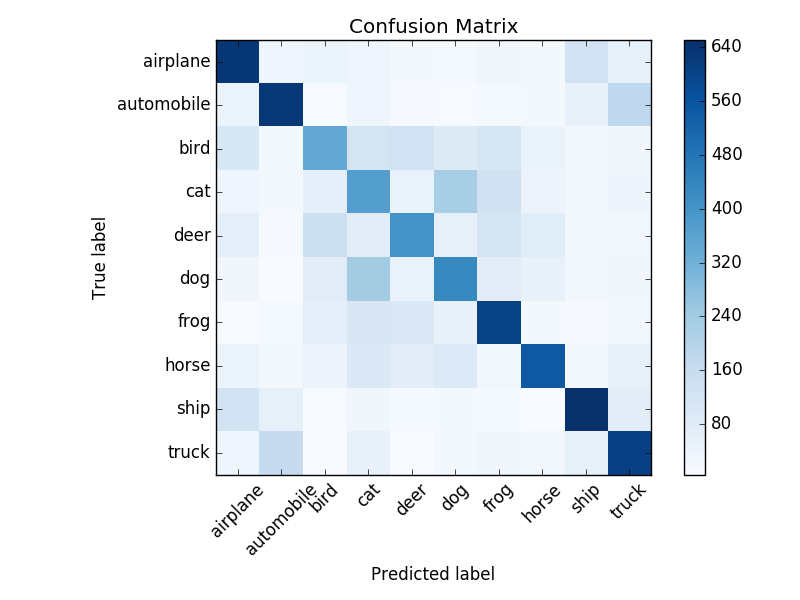 Confusion Matrix
True label
airplane
automobile
bird
cat
deer
dog
frog
horse
ship
truck
airplane
automobile
bird
cat
deer
dog
frog
horse
ship
truck
Predicted label
640
560
480
400
320
240
160
80